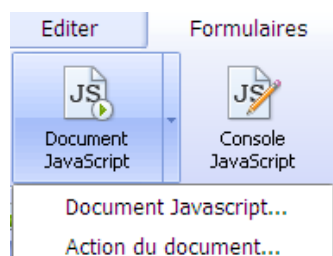 Editer Formulaires
JS JS
Document Console
JavaScript JavaScript
Document Javascript...
Action du document...